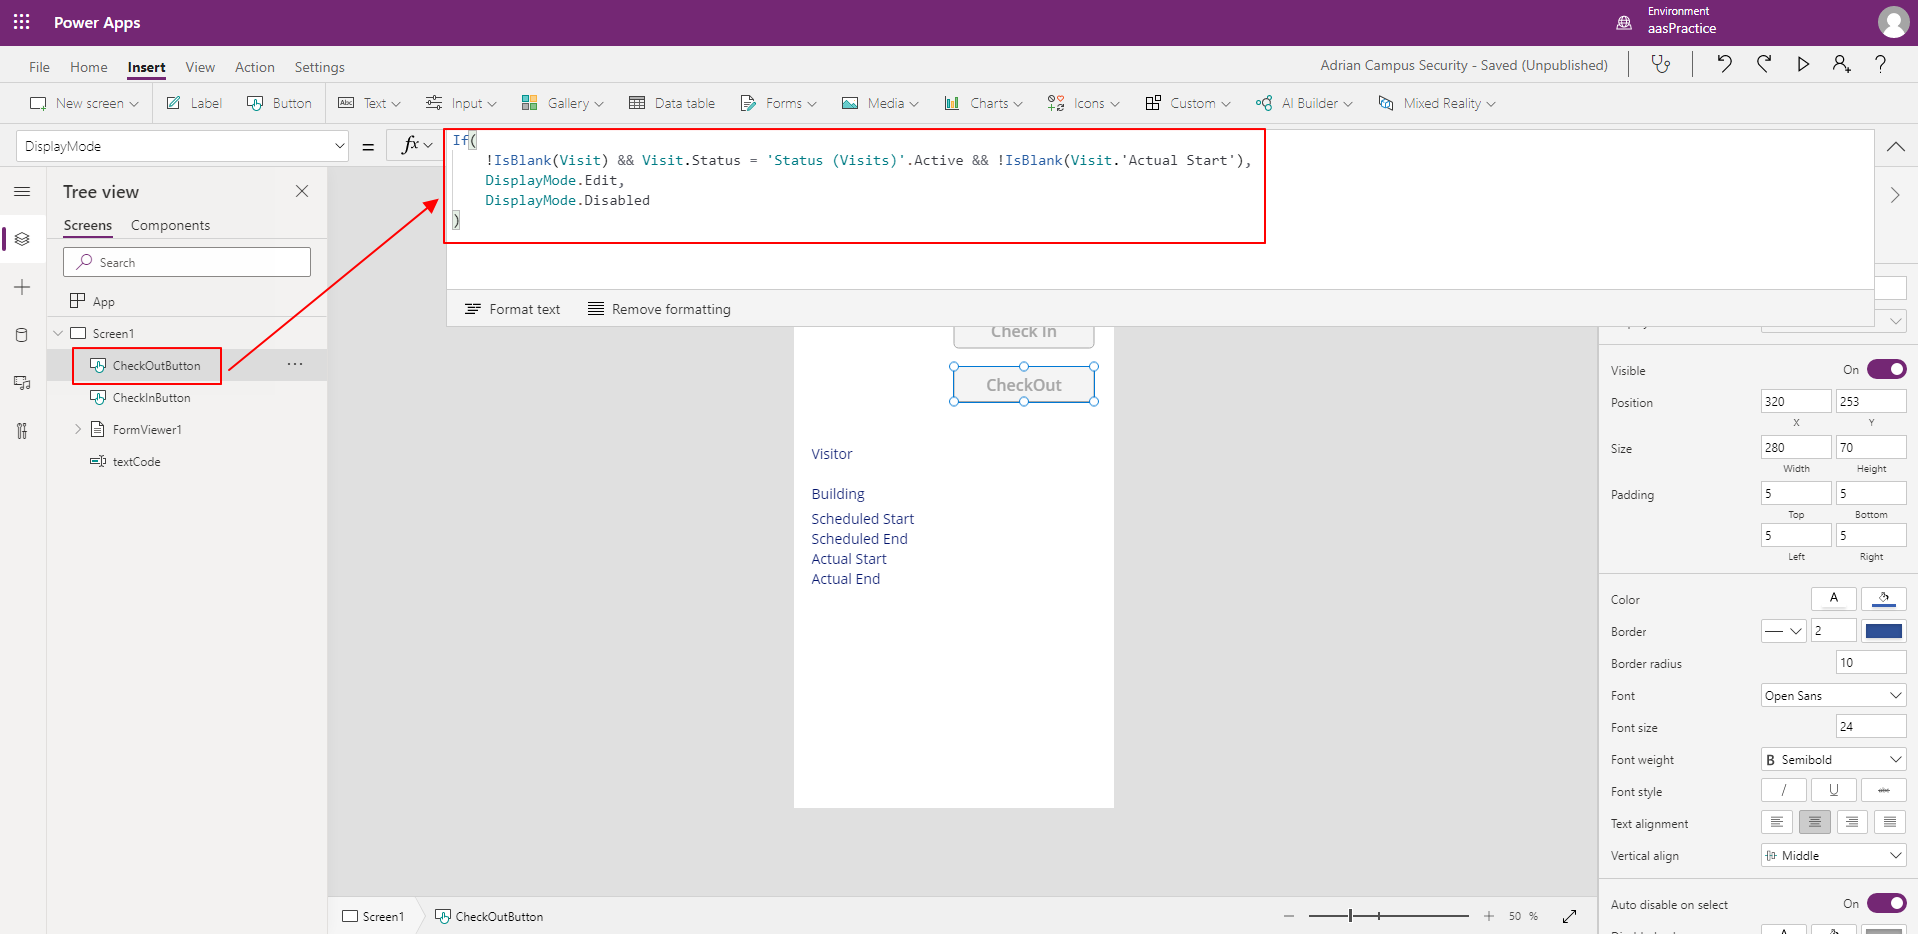 Power Apps
Environment
aasPractice
File Home Insert View Action Settings
Adrian Campus Security - Saved (Unpublished)
New screen Label Button Text Input Gallery Data table Forms Media Charts Icons Custom AI Builder Mixed Reality
DisplayMode = fx
If(
!IsBlank(Visit) && Visit.Status = 'Status (Visits)'.Active && !IsBlank(Visit.'Actual Start'),
DisplayMode.Edit,
DisplayMode.Disabled
)
Format text Remove formatting
Tree view
Screens Components
Search
App
Screen1
CheckOutButton ...
CheckInButton
FormViewer1
textCode
Check In
CheckOut
Visitor
Building
Scheduled Start
Scheduled End
Actual Start
Actual End
Visible On
Position 320 253
X Y
Size 280 70
Width Height
Padding 5 5
Top Bottom
5 5
Left Right
Color A
Border 2
Border radius 10
Font Open Sans
Font size 24
Font weight B Semibold
Font style / U abc
Text alignment
Vertical align Middle
Auto disable on select On
Screen1 CheckOutButton
50 %